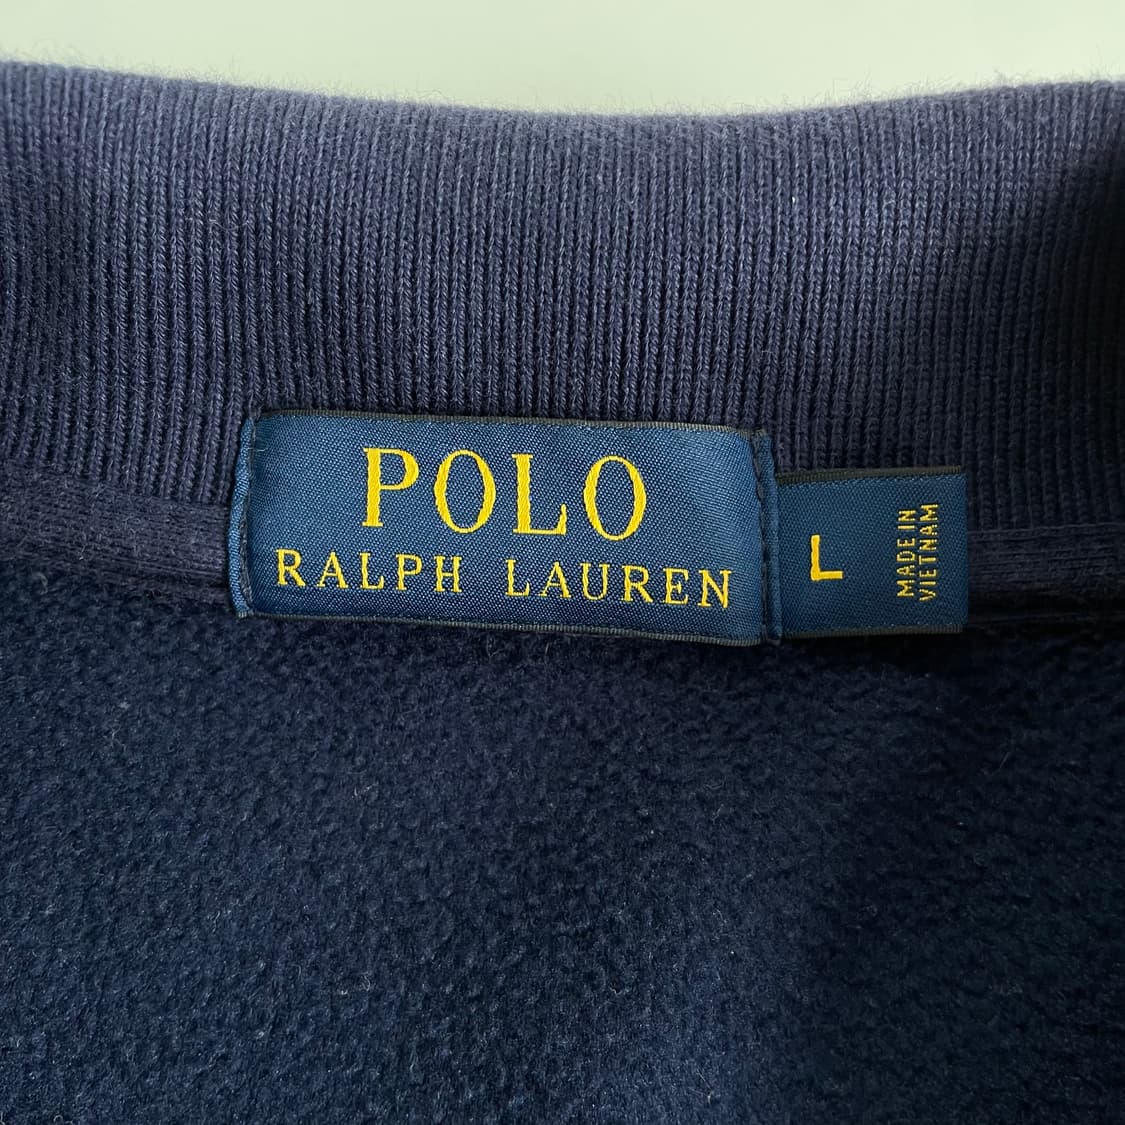 POLO
RALPH LAUREN
L
MADE IN
VIETNAM